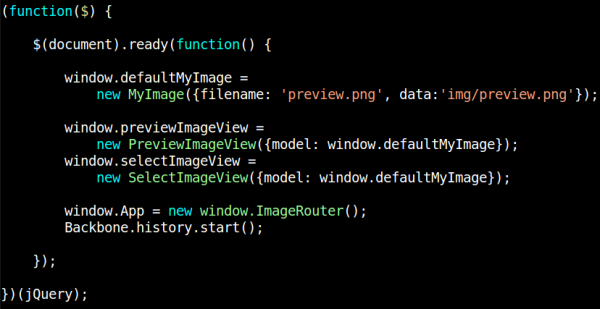 (function($) {
$(document).ready(function() {
window.defaultMyImage =
new MyImage({filename: 'preview.png', data:'img/preview.png'});
window.previewImageView =
new PreviewImageView({model: window.defaultMyImage});
window.selectImageView =
new SelectImageView({model: window.defaultMyImage});
window.App = new window.ImageRouter();
Backbone.history.start();
});
})(jQuery);